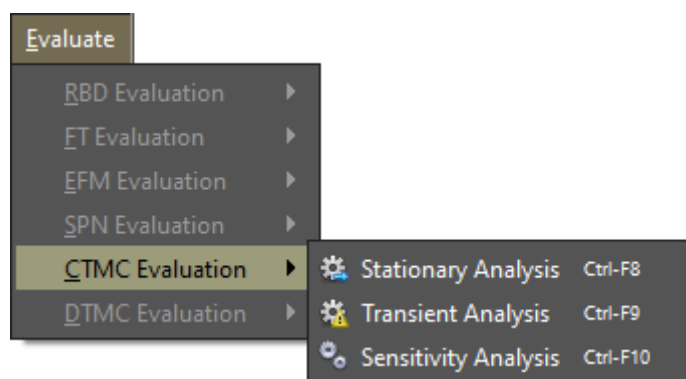 Evaluate
RBD Evaluation
FT Evaluation
EFM Evaluation
SPN Evaluation
CTMC Evaluation
Stationary Analysis Ctrl-F8
DTMC Evaluation
Transient Analysis Ctrl-F9
Sensitivity Analysis Ctrl-F10